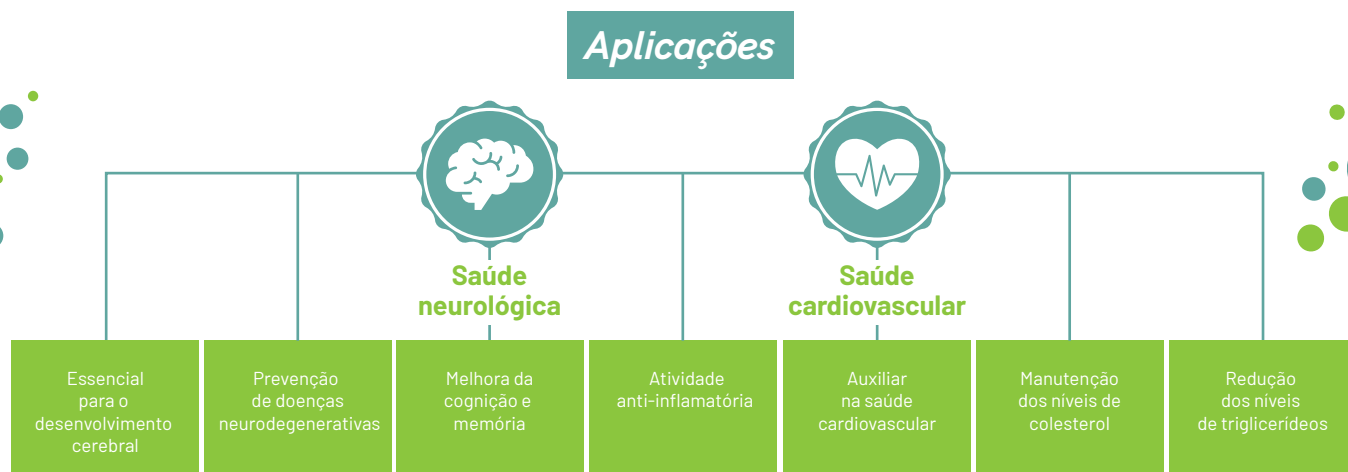 Aplicações
Saúde
neurológica
Saúde
cardiovascular
Essencial
para o
desenvolvimento
cerebral
Prevenção
de doenças
neurodegenerativas
Melhora da
cognição e
memória
Atividade
anti-inflamatória
Auxiliar
na saúde
cardiovascular
Manutenção
dos níveis de
colesterol
Redução
dos níveis
de triglicerídeos